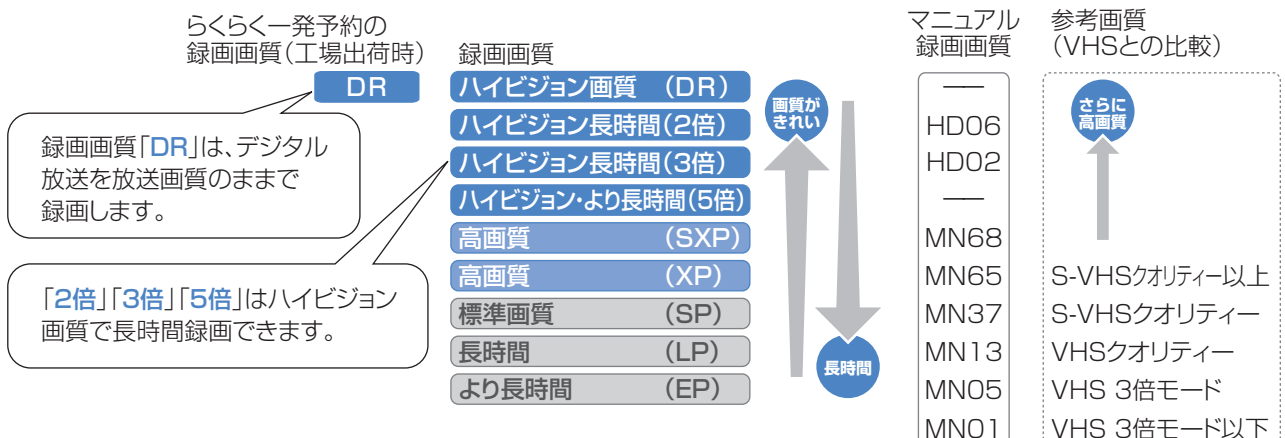 らくらく一発予約の
録画画質(工場出荷時)
DR
録画画質「DR」は、デジタル
放送を放送画質のままで
録画します。
「2倍」「3倍」「5倍」はハイビジョン
画質で長時間録画できます。
録画画質
ハイビジョン画質 (DR)
ハイビジョン長時間(2倍)
ハイビジョン長時間(3倍)
ハイビジョン・より長時間(5倍)
高画質 (SXP)
高画質 (XP)
標準画質 (SP)
長時間 (LP)
より長時間 (EP)
画質が
きれい
長時間
マニュアル
録画画質
——
HD06
HD02
——
MN68
MN65
MN37
MN13
MN05
MN01
参考画質
(VHSとの比較)
さらに
高画質
S-VHSクオリティー以上
S-VHSクオリティー
VHSクオリティー
VHS 3倍モード
VHS 3倍モード以下